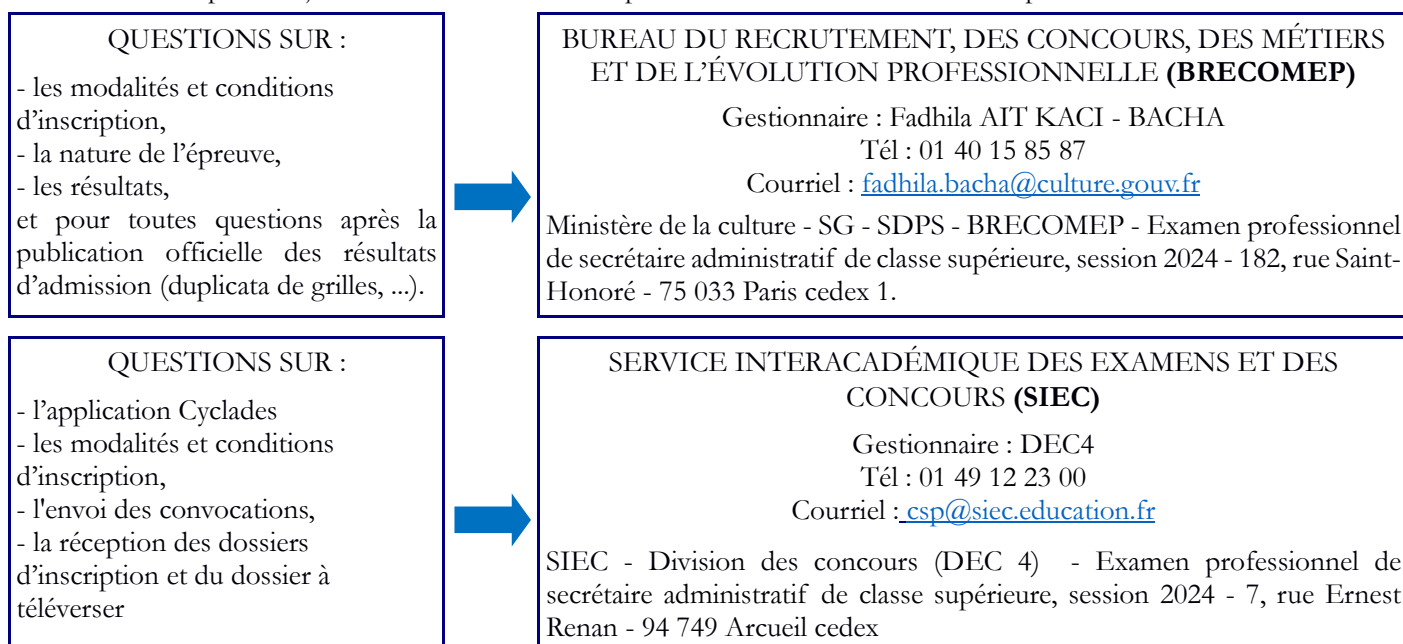 QUESTIONS SUR :
- les modalités et conditions
d’inscription,
- la nature de l’épreuve,
- les résultats,
et pour toutes questions après la
publication officielle des résultats
d’admission (duplicata de grilles, ...).
BUREAU DU RECRUTEMENT, DES CONCOURS, DES MÉTIERS
ET DE L’ÉVOLUTION PROFESSIONNELLE (BRECOMEP)
Gestionnaire : Fadhila AIT KACI - BACHA
Tél : 01 40 15 85 87
Courriel : fadhila.bacha@culture.gouv.fr
Ministère de la culture - SG - SDPS - BRECOMEP - Examen professionnel
de secrétaire administratif de classe supérieure, session 2024 - 182, rue Saint-
Honoré - 75 033 Paris cedex 1.
QUESTIONS SUR :
- l’application Cyclades
- les modalités et conditions
d’inscription,
- l'envoi des convocations,
- la réception des dossiers
d’inscription et du dossier à
téléverser
SERVICE INTERACADÉMIQUE DES EXAMENS ET DES
CONCOURS (SIEC)
Gestionnaire : DEC4
Tél : 01 49 12 23 00
Courriel : csp@siec.education.fr
SIEC - Division des concours (DEC 4) - Examen professionnel de
secrétaire administratif de classe supérieure, session 2024 - 7, rue Ernest
Renan - 94 749 Arcueil cedex